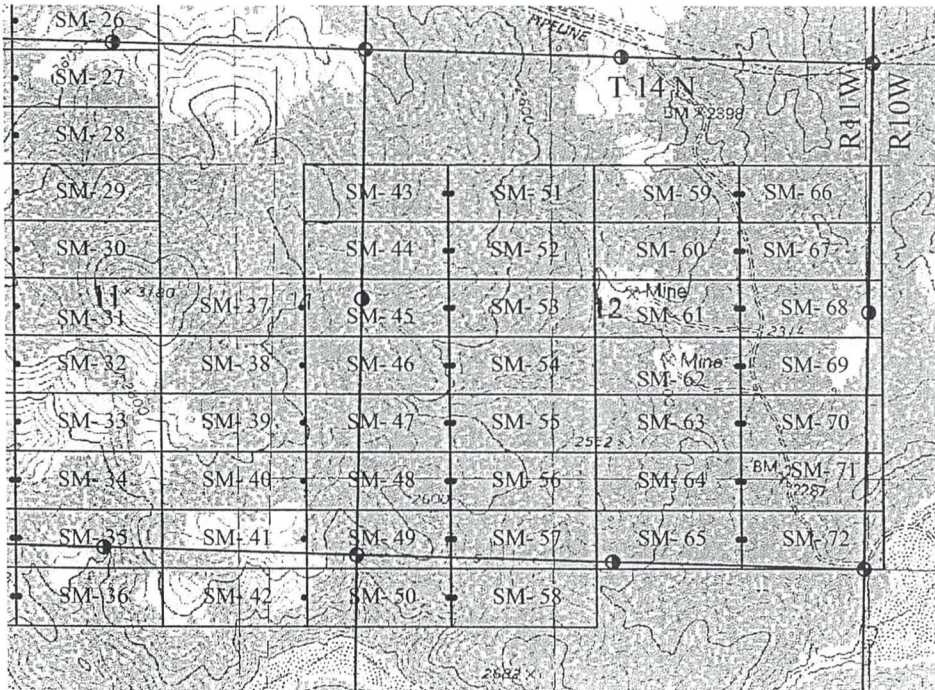 SM- 26
PIPELINE
SM- 27
T 14 N
R11W
R10W
BM × 2398
SM- 28
SM- 29
SM- 43
SM- 51
SM- 59
SM- 66
SM- 30
SM- 44
SM- 52
SM- 60
SM- 67
11
× 3180
SM- 31
SM- 37
SM- 45
SM- 53
12
Mine
SM- 61
SM- 68
2314
SM- 32
SM- 38
SM- 46
SM- 54
Mine
SM- 62
SM- 69
SM- 33
SM- 39
SM- 47
SM- 55
2552 ×
SM- 63
SM- 70
SM- 34
SM- 40
SM- 48
2600
SM- 56
SM- 64
BM
SM- 71
2287
SM- 35
SM- 41
SM- 49
SM- 57
SM- 65
SM- 72
SM- 36
SM- 42
SM- 50
SM- 58
2682 ×